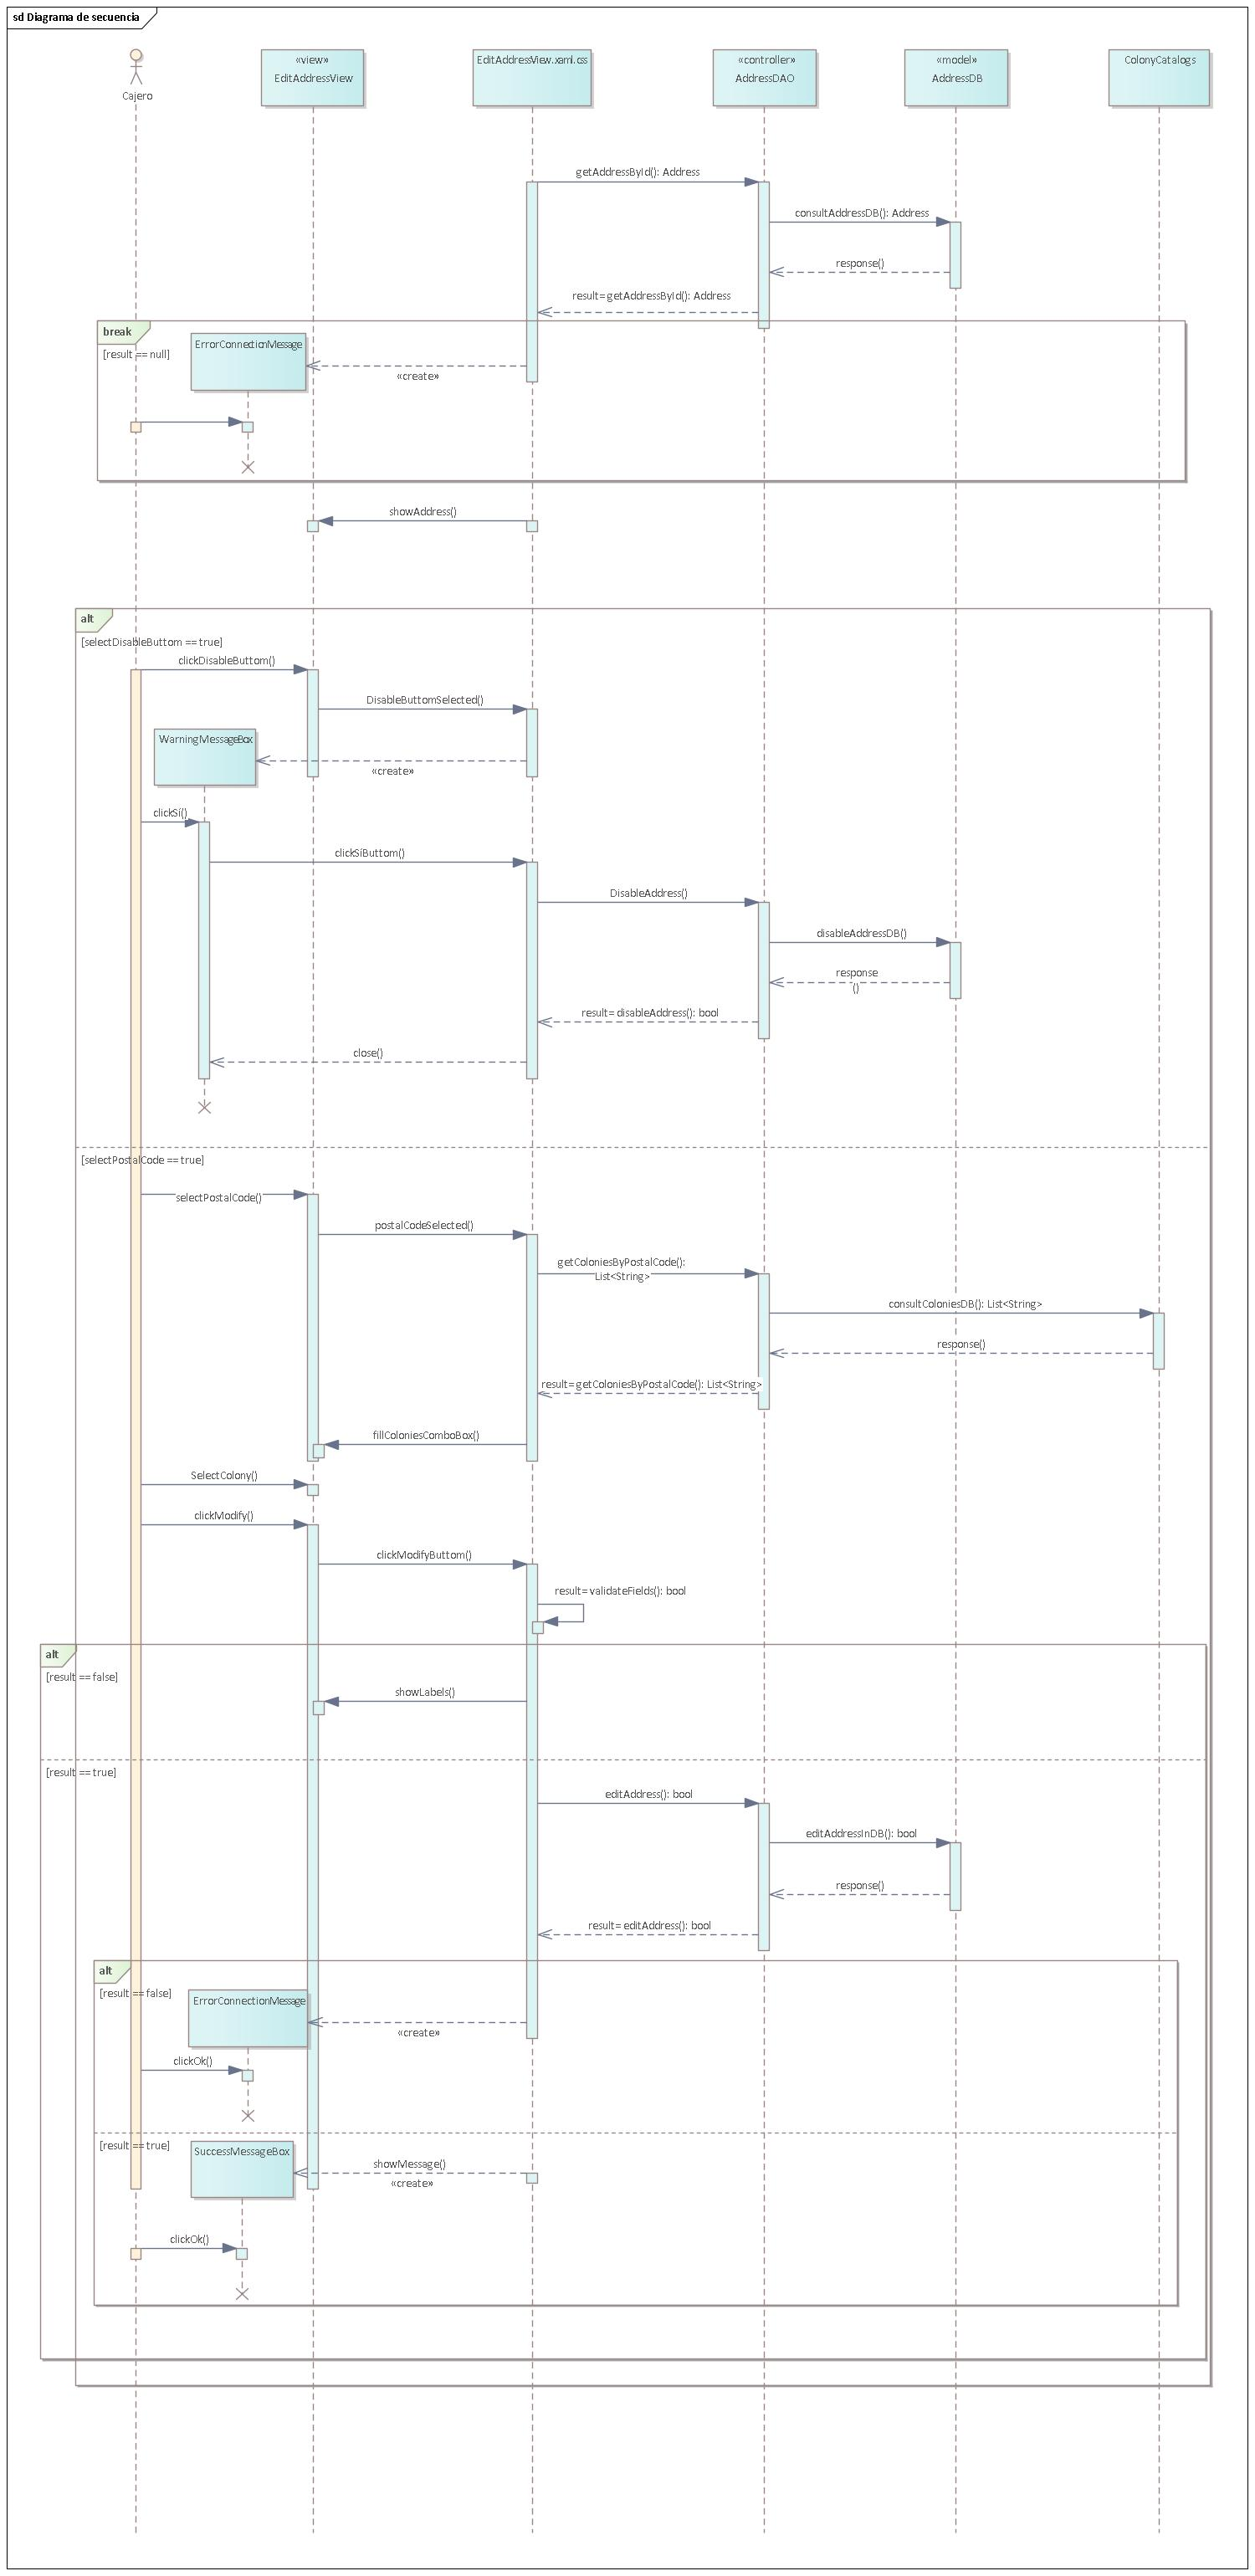 sd Diagrama de secuencia
Cajero
«view»
EditAddressView
EditAddressView.xaml.css
«controller»
AddressDAO
«model»
AddressDB
ColonyCatalogs
getAddressById(): Address
consultAddressDB(): Address
response()
result= getAddressById(): Address
break
[result == null]
ErrorConnectionMessage
«create»
showAddress()
alt
[selectDisableButtom == true]
clickDisableButtom()
DisableButtomSelected()
WarningMessageBox
«create»
clickSí()
clickSíButtom()
DisableAddress()
disableAddressDB()
response
()
result= disableAddress(): bool
close()
[selectPostalCode == true]
selectPostalCode()
postalCodeSelected()
getColoniesByPostalCode():
List<String>
consultColoniesDB(): List<String>
response()
result= getColoniesByPostalCode(): List<String>
fillColoniesComboBox()
SelectColony()
clickModify()
clickModifyButtom()
result= validateFields(): bool
alt
[result == false]
showLabels()
[result == true]
editAddress(): bool
editAddressInDB(): bool
response()
result= editAddress(): bool
alt
[result == false]
ErrorConnectionMessage
«create»
clickOk()
[result == true]
SuccessMessageBox
showMessage()
«create»
clickOk()